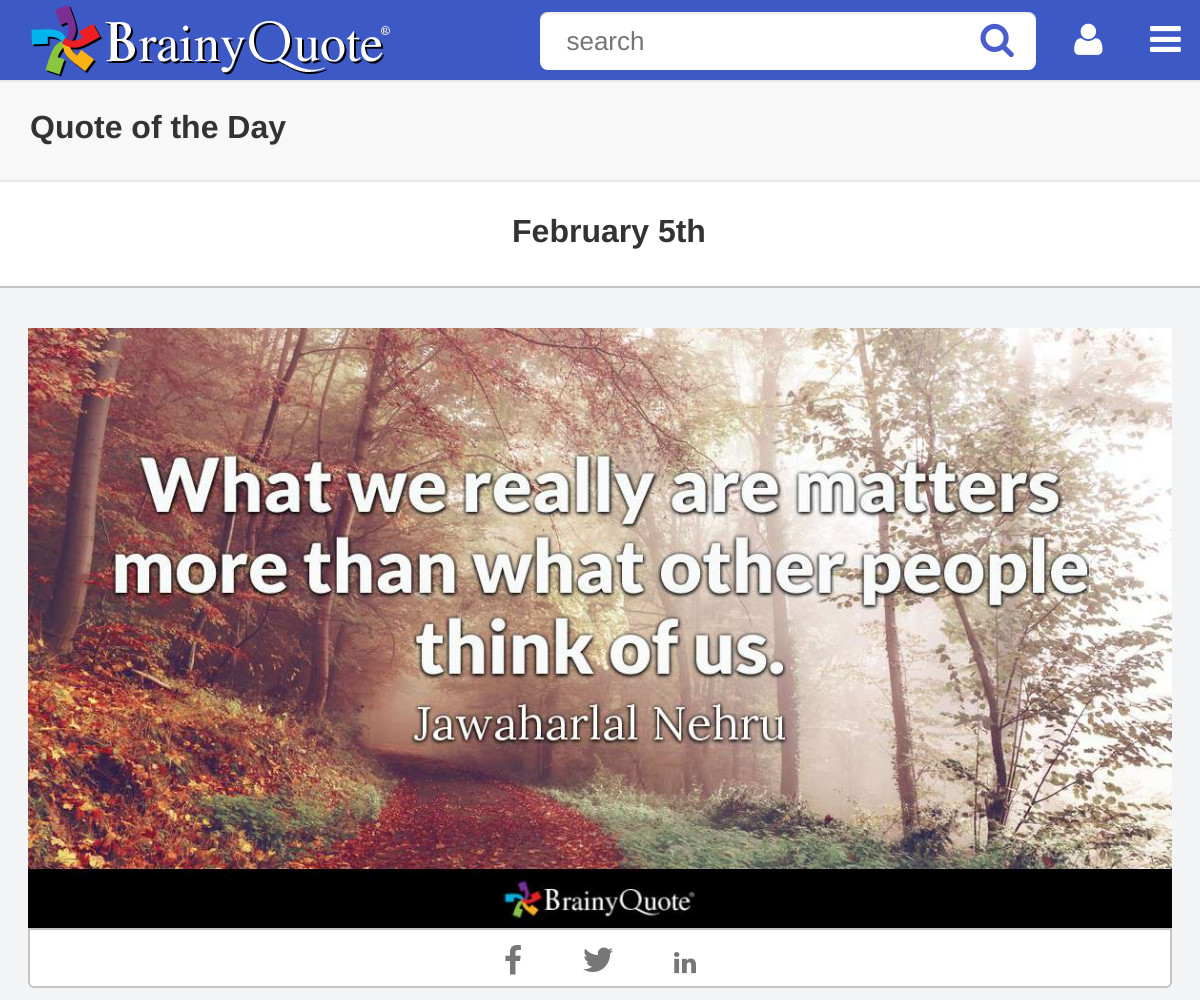 BrainyQuote®
search
Quote of the Day
February 5th
What we really are matters
more than what other people
think of us.
Jawaharlal Nehru
BrainyQuote®